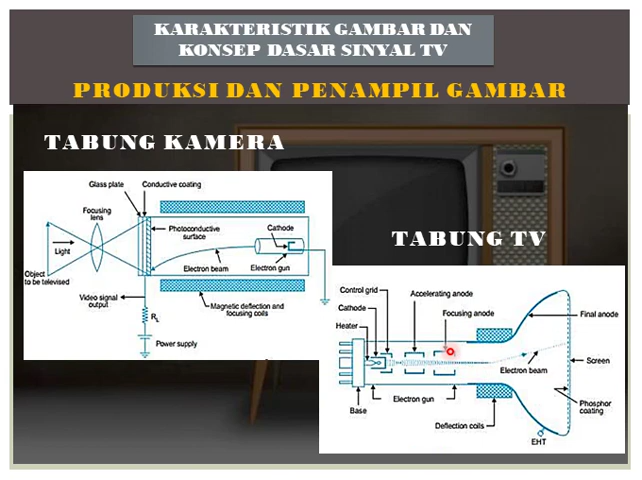 KARAKTERISTIK GAMBAR DAN
KONSEP DASAR SINYAL TV
PRODUKSI DAN PENAMPIL GAMBAR
TABUNG KAMERA
Glass plate
Conductive coating
Focusing
lens
Photoconductive
surface
Cathode
Light
Electron beam
Electron gun
Object
to be televised
Video signal
output
Magnetic deflection and
focusing coils
RL
Power supply
TABUNG TV
Control grid
Accelerating anode
Cathode
Focusing anode
Final anode
Heater
Screen
Electron beam
Base
Electron gun
Phosphor
coating
Deflection coils
EHT